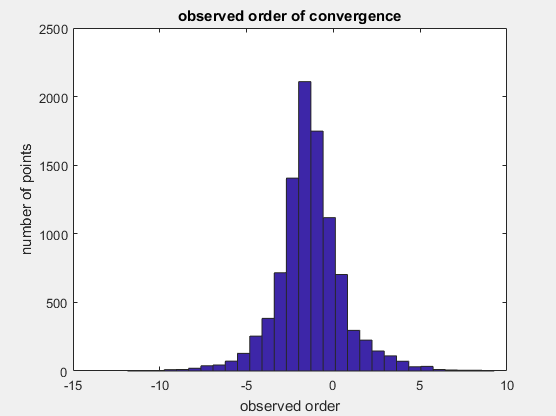 observed order of convergence
2500
2000
1500
1000
500
0
number of points
-15 -10 -5 0 5 10
observed order